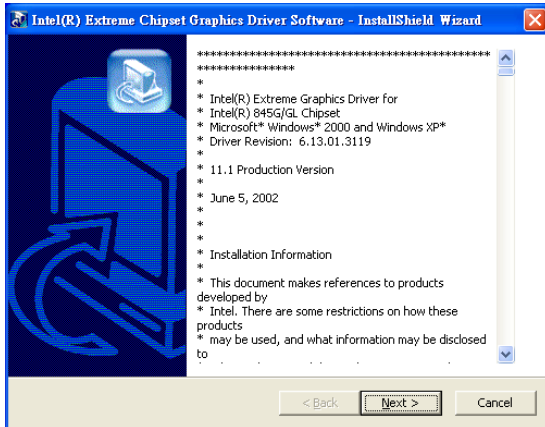 Intel(R) Extreme Chipset Graphics Driver Software - InstallShield Wizard
************************************************
****************
*
* Intel(R) Extreme Graphics Driver for
* Intel(R) 845G/GL Chipset
* Microsoft* Windows* 2000 and Windows XP*
* Driver Revision: 6.13.01.3119
*
* 11.1 Production Version
*
* June 5, 2002
*
*
*
* Installation Information
*
* This document makes references to products
developed by
* Intel. There are some restrictions on how these
products
* may be used, and what information may be disclosed
to
< Back
Next >
Cancel